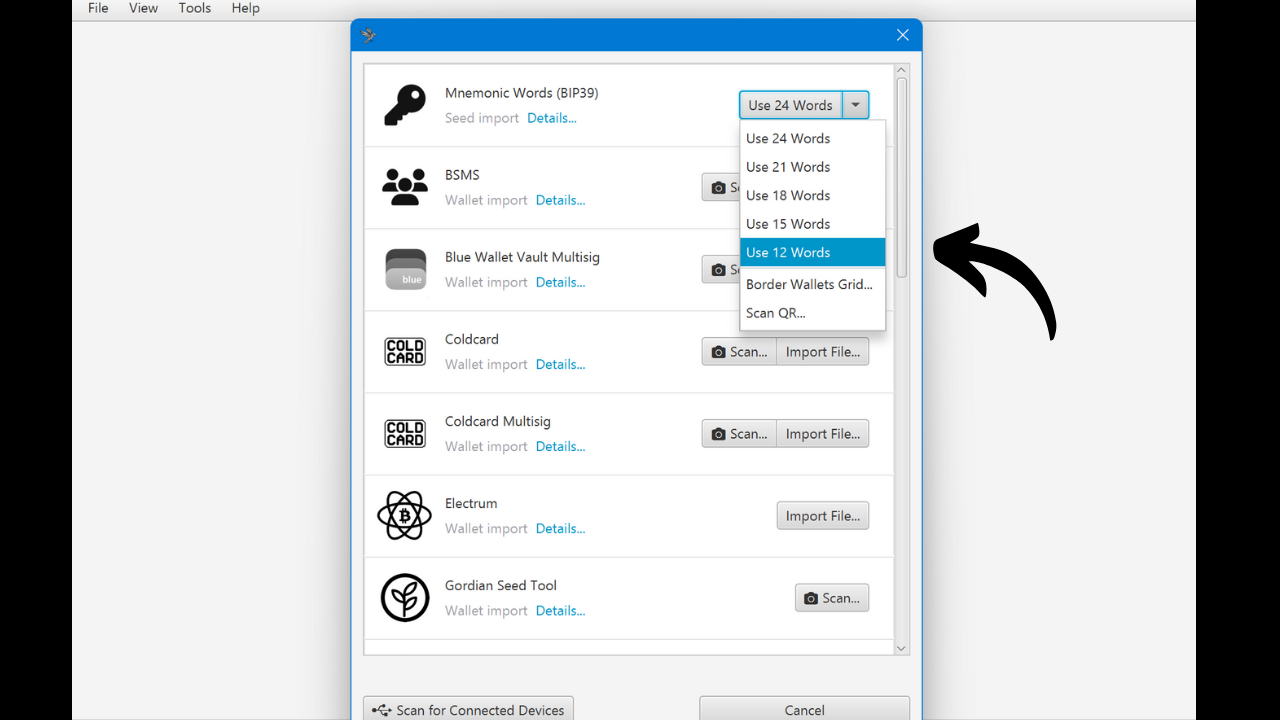 File View Tools Help
Mnemonic Words (BIP39)
Seed import Details...
Use 24 Words
Use 24 Words
Use 21 Words
Use 18 Words
Use 15 Words
Use 12 Words
Border Wallets Grid...
Scan QR...
BSMS
Wallet import Details...
blue
Blue Wallet Vault Multisig
Wallet import Details...
COLD
CARD
Coldcard
Wallet import Details...
Scan... Import File...
COLD
CARD
Coldcard Multisig
Wallet import Details...
Scan... Import File...
Electrum
Wallet import Details...
Import File...
Gordian Seed Tool
Wallet import Details...
Scan...
Scan for Connected Devices Cancel